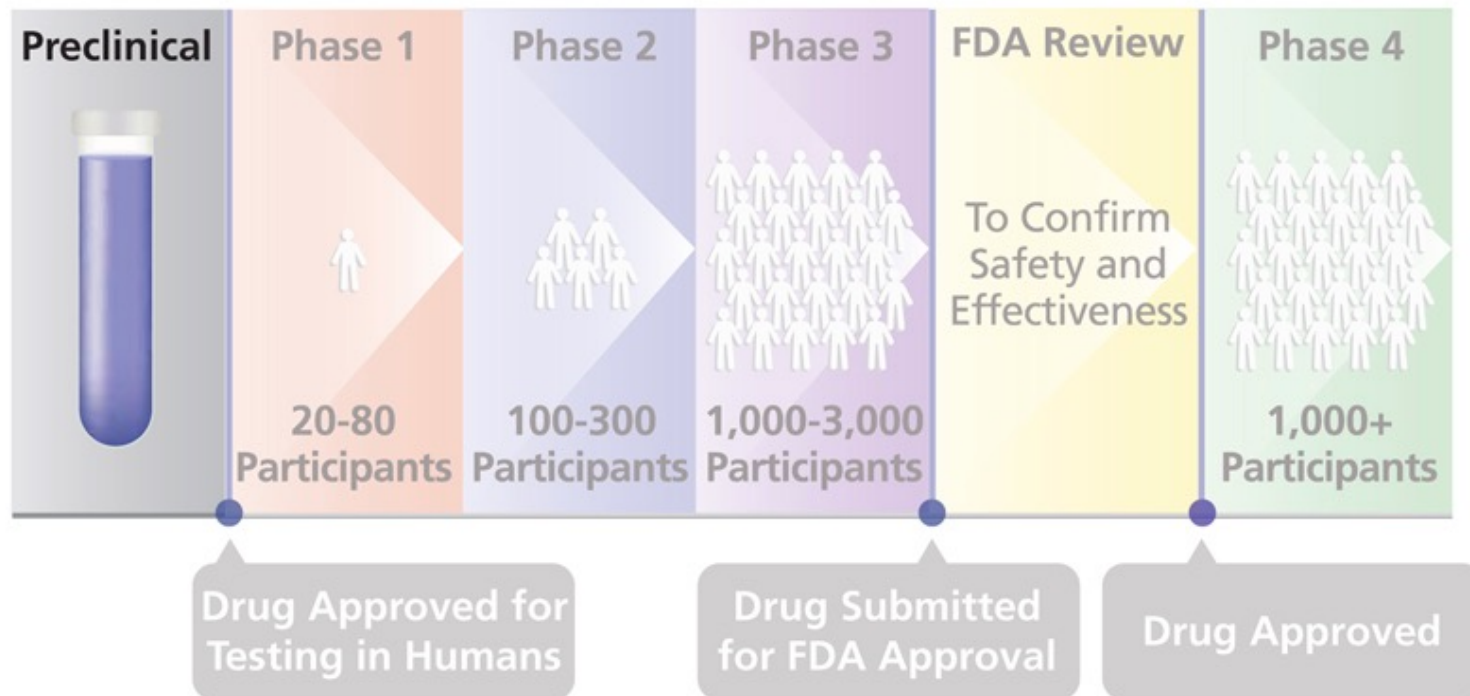 Preclinical
Phase 1
Phase 2
Phase 3
FDA Review
Phase 4
To Confirm
Safety and
Effectiveness
20-80
Participants
100-300
Participants
1,000-3,000
Participants
1,000+
Participants
Drug Approved for
Testing in Humans
Drug Submitted
for FDA Approval
Drug Approved